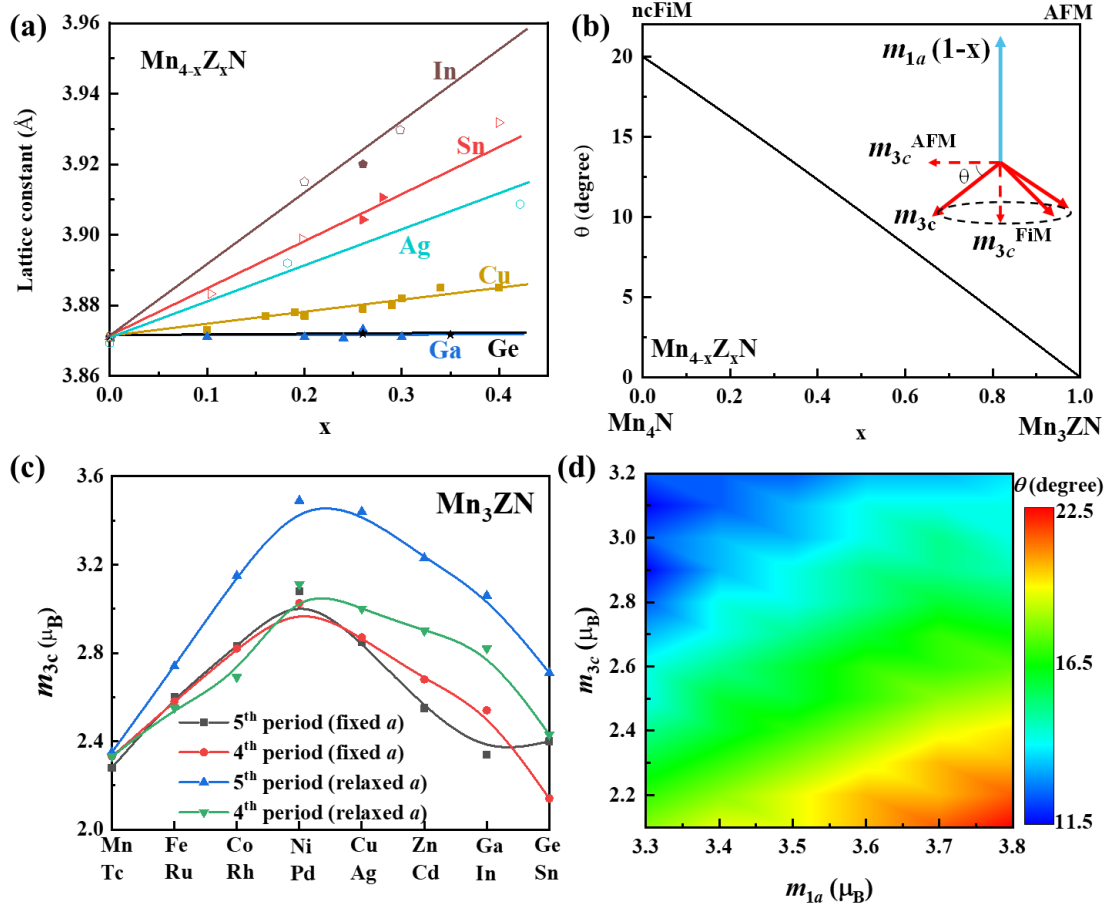 (a)
Mn4-xZxN
In
Sn
Ag
Cu
Ga
Ge
Lattice constant (Å)
3.96
3.94
3.92
3.90
3.88
3.86
0.0 0.1 0.2 0.3 0.4
x
(b)
ncFiM
AFM
m1a (1-x)
m3c AFM
θ
m3c
m3c FiM
θ (degree)
20
15
10
5
0
Mn4-xZxN
0.0 0.2 0.4 0.6 0.8 1.0
Mn4N
x
Mn3ZN
(c)
Mn3ZN
m3c (μB)
3.6
3.2
2.8
2.4
2.0
5th period (fixed a)
4th period (fixed a)
5th period (relaxed a)
4th period (relaxed a)
Mn Fe Co Ni Cu Zn Ga Ge
Tc Ru Rh Pd Ag Cd In Sn
(d)
m3c (μB)
3.2
3.0
2.8
2.6
2.4
2.2
3.3 3.4 3.5 3.6 3.7 3.8
m1a (μB)
θ (degree)
22.5
16.5
11.5